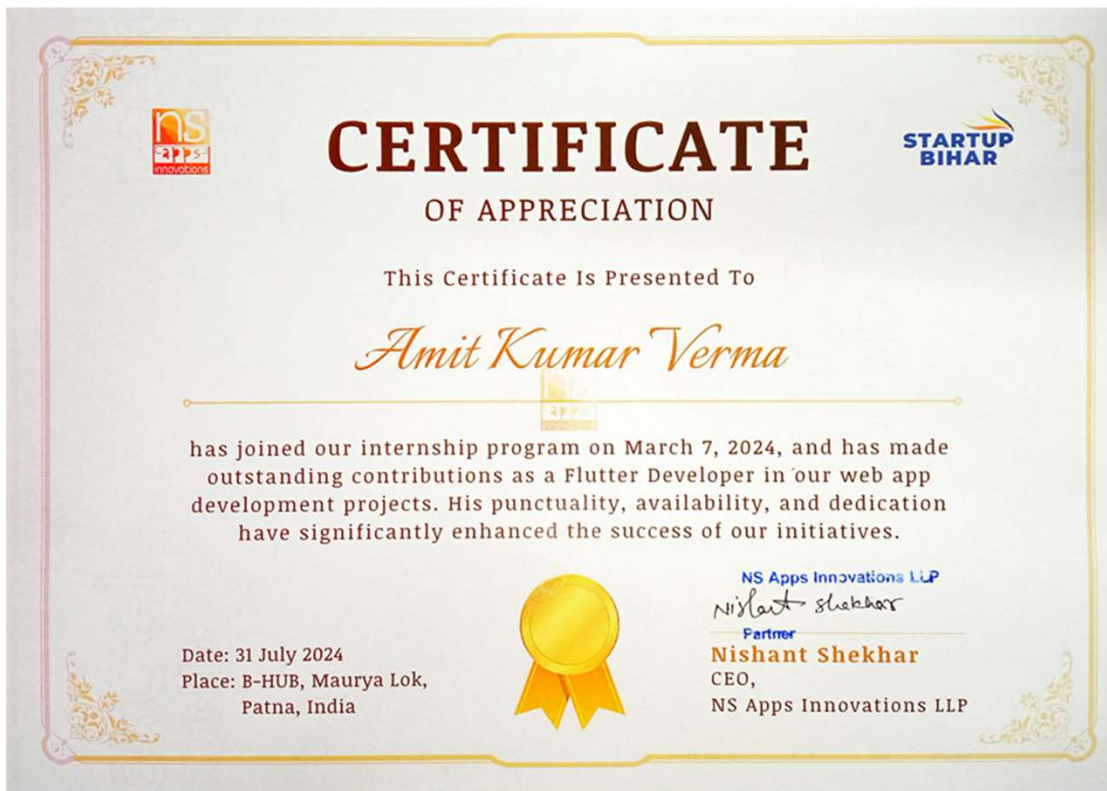 ns
apps
innovations
STARTUP
BIHAR
CERTIFICATE
OF APPRECIATION
This Certificate Is Presented To
Amit Kumar Verma
apps
innovations
has joined our internship program on March 7, 2024, and has made
outstanding contributions as a Flutter Developer in our web app
development projects. His punctuality, availability, and dedication
have significantly enhanced the success of our initiatives.
NS Apps Innovations LLP
Nishant Shekhar
Partner
Nishant Shekhar
CEO,
NS Apps Innovations LLP
Date: 31 July 2024
Place: B-HUB, Maurya Lok,
Patna, India